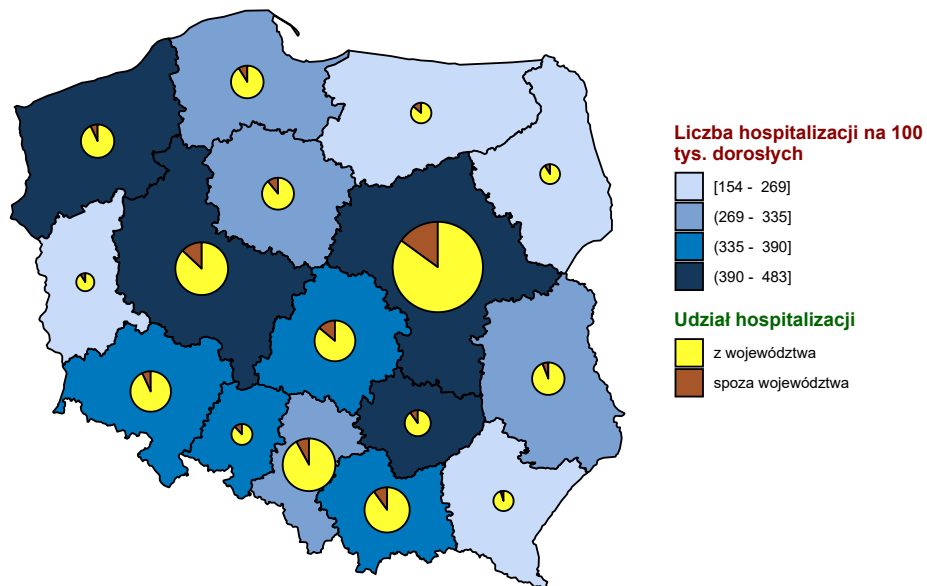 Liczba hospitalizacji na 100
tys. dorosłych
[154 - 269]
(269 - 335]
(335 - 390]
(390 - 483]
Udział hospitalizacji
z województwa
spoza województwa